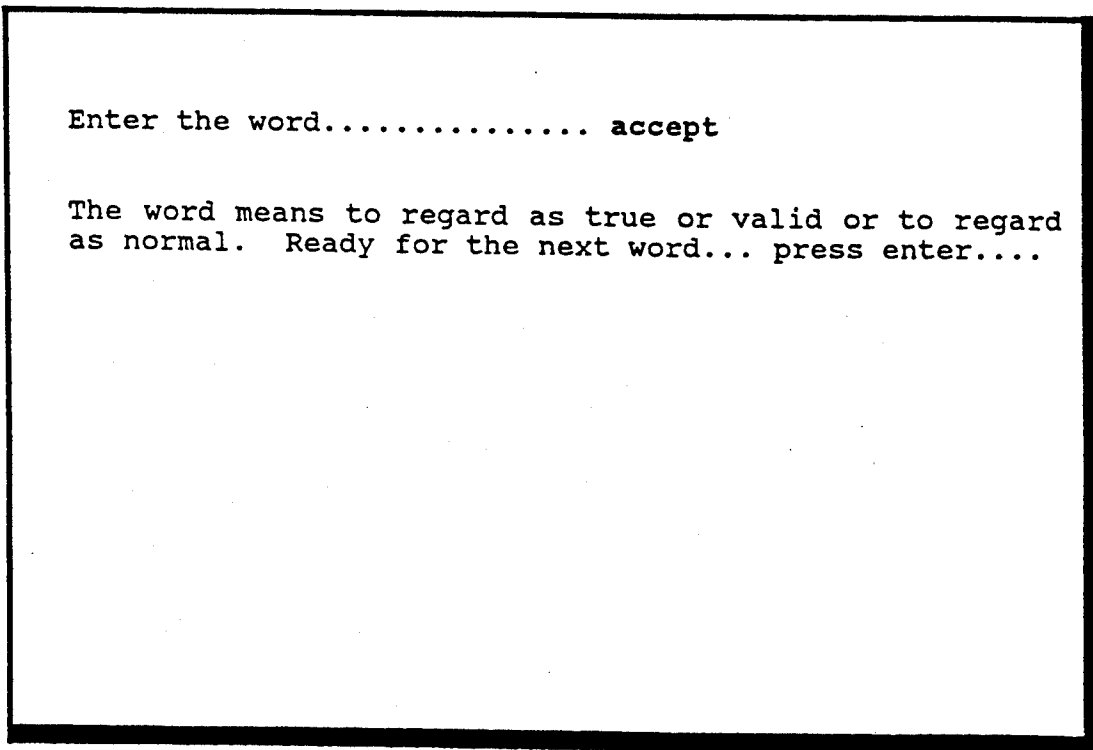 Enter the word............... accept
The word means to regard as true or valid or to regard
as normal.  Ready for the next word... press enter....